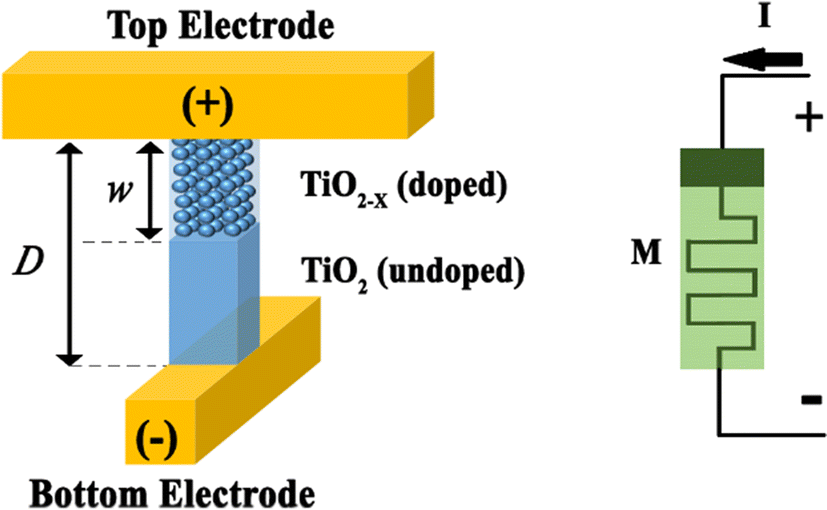 Top Electrode
(+)
w
D
TiO2-X (doped)
TiO2 (undoped)
(-)
Bottom Electrode
I
+
M
-